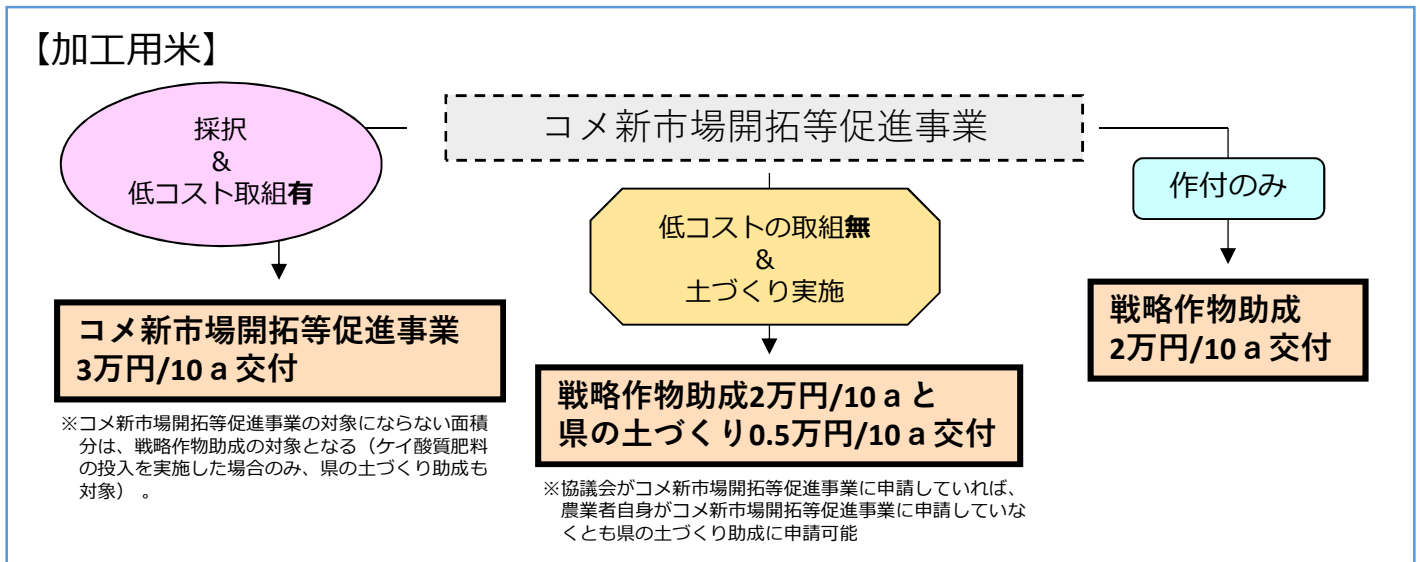 【加工用米】
コメ新市場開拓等促進事業
採択
&
低コスト取組有
コメ新市場開拓等促進事業
3万円/10ａ交付
※コメ新市場開拓等促進事業の対象にならない面積
分は、戦略作物助成の対象となる（ケイ酸質肥料
の投入を実施した場合のみ、県の土づくり助成も
対象）。
低コストの取組無
&
土づくり実施
戦略作物助成2万円/10ａと
県の土づくり0.5万円/10ａ交付
※協議会がコメ新市場開拓等促進事業に申請していれば、
農業者自身がコメ新市場開拓等促進事業に申請していな
くとも県の土づくり助成に申請可能
作付のみ
戦略作物助成
2万円/10ａ交付